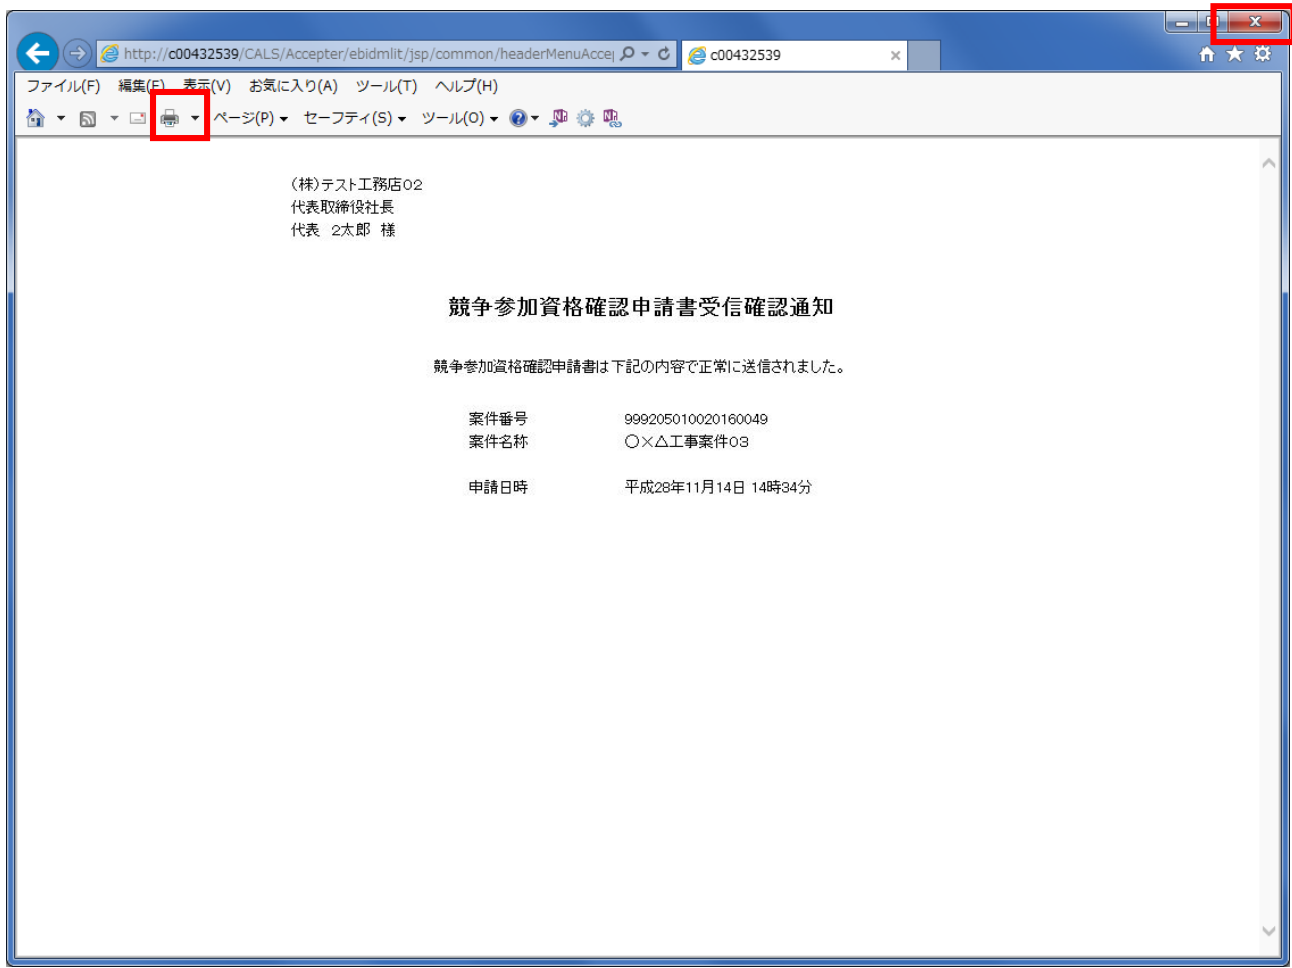 http://c00432539/CALS/Accepter/ebidmlit/jsp/common/headerMenuAccep
c00432539
ファイル(F) 編集(E) 表示(V) お気に入り(A) ツール(T) ヘルプ(H)
ページ(P) セーフティ(S) ツール(O)
(株)テスト工務店02
代表取締役社長
代表 2太郎 様
競争参加資格確認申請書受信確認通知
競争参加資格確認申請書は下記の内容で正常に送信されました。
案件番号 999205010020160049
案件名称 ○×△工事案件03
申請日時 平成28年11月14日 14時34分